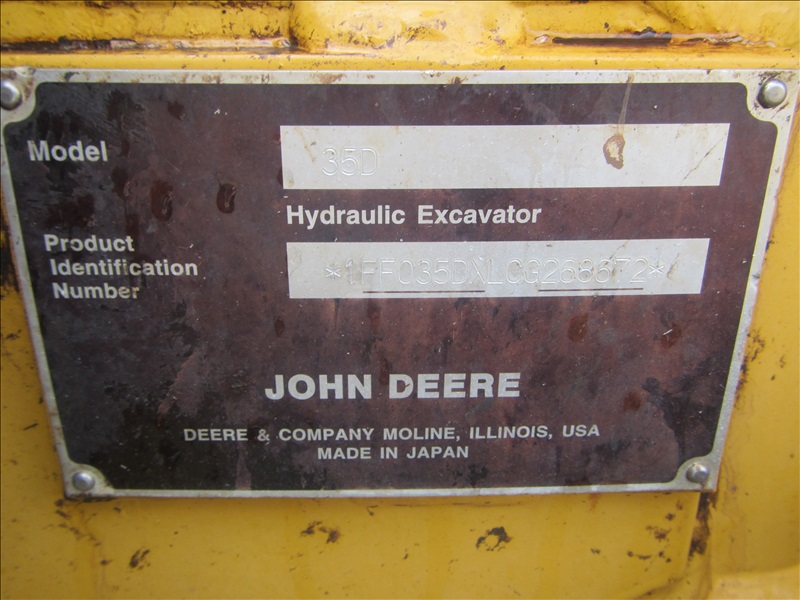 Model 35D
Hydraulic Excavator
Product
Identification
Number
*1FF035DXLCG268672*
JOHN DEERE
DEERE & COMPANY MOLINE, ILLINOIS, USA
MADE IN JAPAN